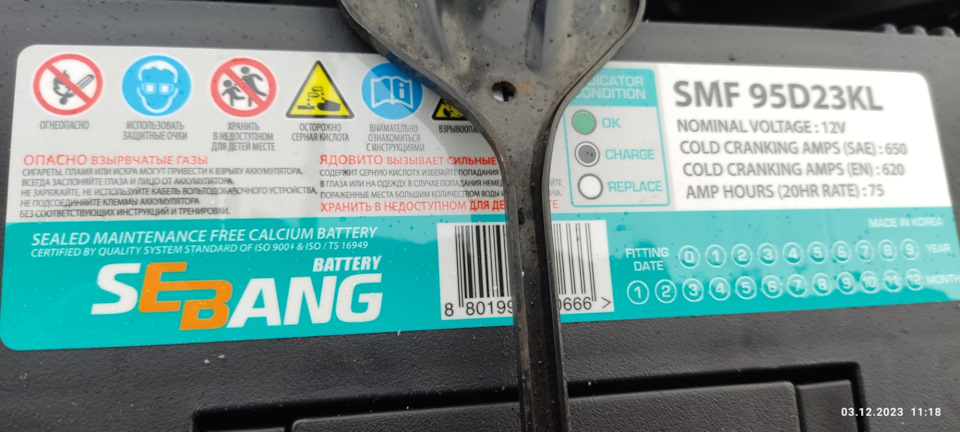 ОГНЕОПАСНО
ИСПОЛЬЗОВАТЬ
ЗАЩИТНЫЕ ОЧКИ
ХРАНИТЬ
В НЕДОСТУПНОМ
ДЛЯ ДЕТЕЙ МЕСТЕ
ОСТОРОЖНО
СЕРНАЯ КИСЛОТА
ВНИМАТЕЛЬНО
ОЗНАКОМИТЬСЯ
С ИНСТРУКЦИЯМИ
ОПАСНО ВЗРЫВЧАТЫЕ ГАЗЫ
СИГАРЕТЫ, ПЛАМЯ ИЛИ ИСКРА МОГУТ ПРИВЕСТИ К ВЗРЫВУ АККУМУЛЯТОРА.
ВСЕГДА ЗАСЛОНЯЙТЕ ГЛАЗА И ЛИЦО ОТ АККУМУЛЯТОРА.
НЕ ЗАРЯЖАЙТЕ, НЕ ИСПОЛЬЗУЙТЕ КАБЕЛЬ ВОЛЬТОДОБАВОЧНОГО УСТРОЙСТВА,
НЕ ПОДСОЕДИНЯЙТЕ КЛЕММЫ АККУМУЛЯТОРА
БЕЗ СООТВЕТСТВУЮЩИХ ИНСТРУКЦИЙ И ТРЕНИРОВКИ.
ЯДОВИТО ВЫЗЫВАЕТ СИЛЬНЫЕ
СОДЕРЖИТ СЕРНУЮ КИСЛОТУ. ИЗБЕГАЙТЕ ПОПАДАНИЯ
В ГЛАЗА ИЛИ НА ОДЕЖДУ. В СЛУЧАЕ ПОПАДАНИЯ
ПОРАЖЕННЫЕ МЕСТА БОЛЬШИМ КОЛИЧЕСТВОМ ВОДЫ
ХРАНИТЬ В НЕДОСТУПНОМ ДЛЯ
CONDITION
OK
CHARGE
REPLACE
SMF 95D23KL
NOMINAL VOLTAGE : 12V
COLD CRANKING AMPS (SAE) : 650
COLD CRANKING AMPS (EN) : 620
AMP HOURS (20HR RATE) : 75
MADE IN KOREA
SEALED MAINTENANCE FREE CALCIUM BATTERY
CERTIFIED BY QUALITY SYSTEM STANDARD OF ISO 9001 & ISO / TS 16949
SEBANG BATTERY
8 80199 0666 >
FITTING DATE
0 1 2 3 4 5 6 7 8 9 YEAR
1 2 3 4 5 6 7 8 9 10 11 12 MONTH
03.12.2023 11:18